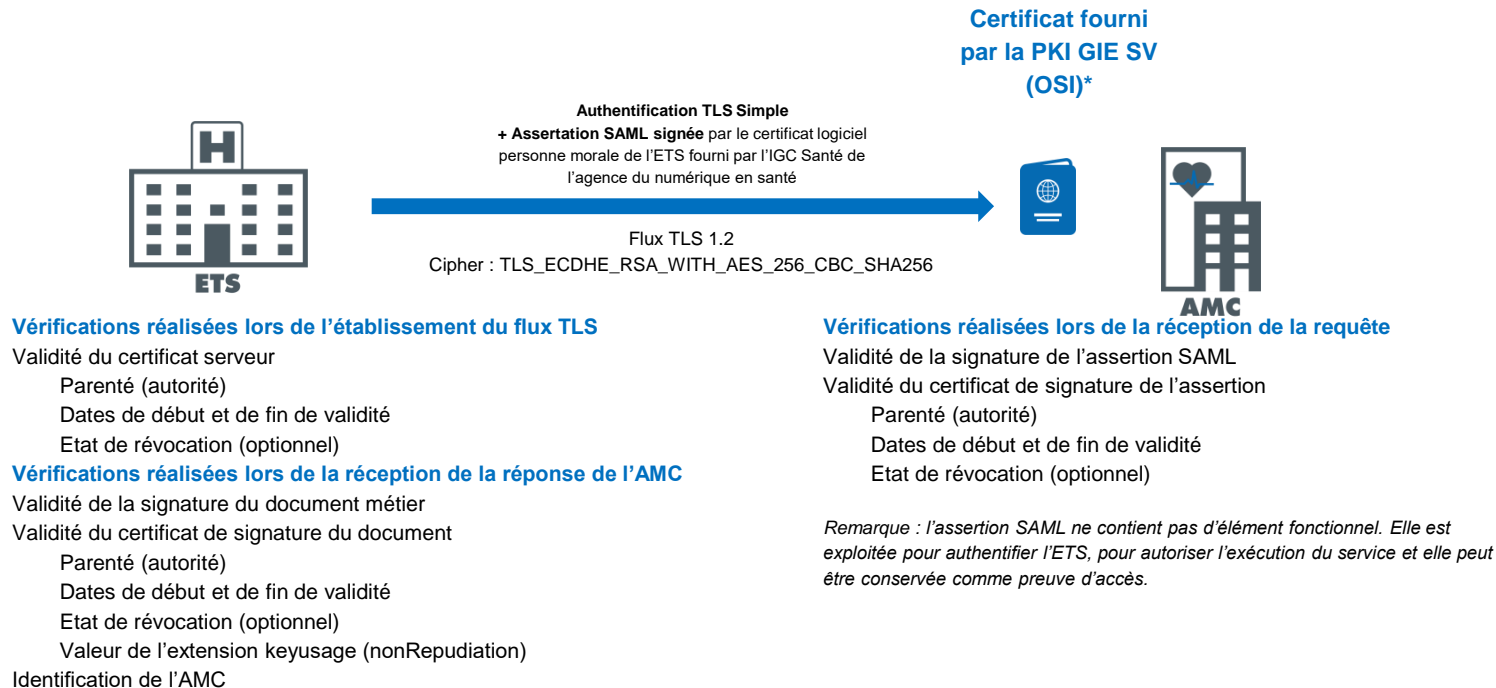 Certificat fourni
par la PKI GIE SV
(OSI)*
Authentification TLS Simple
+ Assertation SAML signée par le certificat logiciel
personne morale de l'ETS fourni par l'IGC Santé de
l'agence du numérique en santé
H
Flux TLS 1.2
Cipher : TLS_ECDHE_RSA_WITH_AES_256_CBC_SHA256
ETS
AMC
Vérifications réalisées lors de l'établissement du flux TLS
Validité du certificat serveur
Parenté (autorité)
Dates de début et de fin de validité
Etat de révocation (optionnel)
Vérifications réalisées lors de la réception de la réponse de l'AMC
Validité de la signature du document métier
Validité du certificat de signature du document
Parenté (autorité)
Dates de début et de fin de validité
Etat de révocation (optionnel)
Valeur de l'extension keyusage (nonRepudiation)
Identification de l'AMC
Vérifications réalisées lors de la réception de la requête
Validité de la signature de l'assertion SAML
Validité du certificat de signature de l'assertion
Parenté (autorité)
Dates de début et de fin de validité
Etat de révocation (optionnel)
Remarque : l'assertion SAML ne contient pas d'élément fonctionnel. Elle est
exploitée pour authentifier l'ETS, pour autoriser l'exécution du service et elle peut
être conservée comme preuve d'accès.